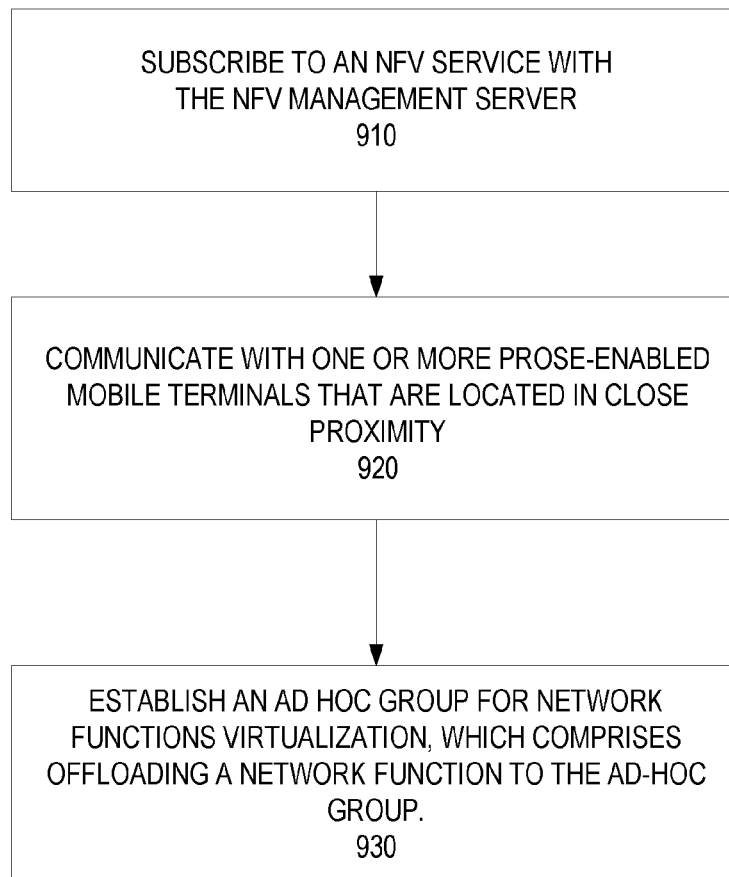 SUBSCRIBE TO AN NFV SERVICE WITH
THE NFV MANAGEMENT SERVER
910
COMMUNICATE WITH ONE OR MORE PROSE-ENABLED
MOBILE TERMINALS THAT ARE LOCATED IN CLOSE
PROXIMITY
920
ESTABLISH AN AD HOC GROUP FOR NETWORK
FUNCTIONS VIRTUALIZATION, WHICH COMPRISES
OFFLOADING A NETWORK FUNCTION TO THE AD-HOC
GROUP.
930